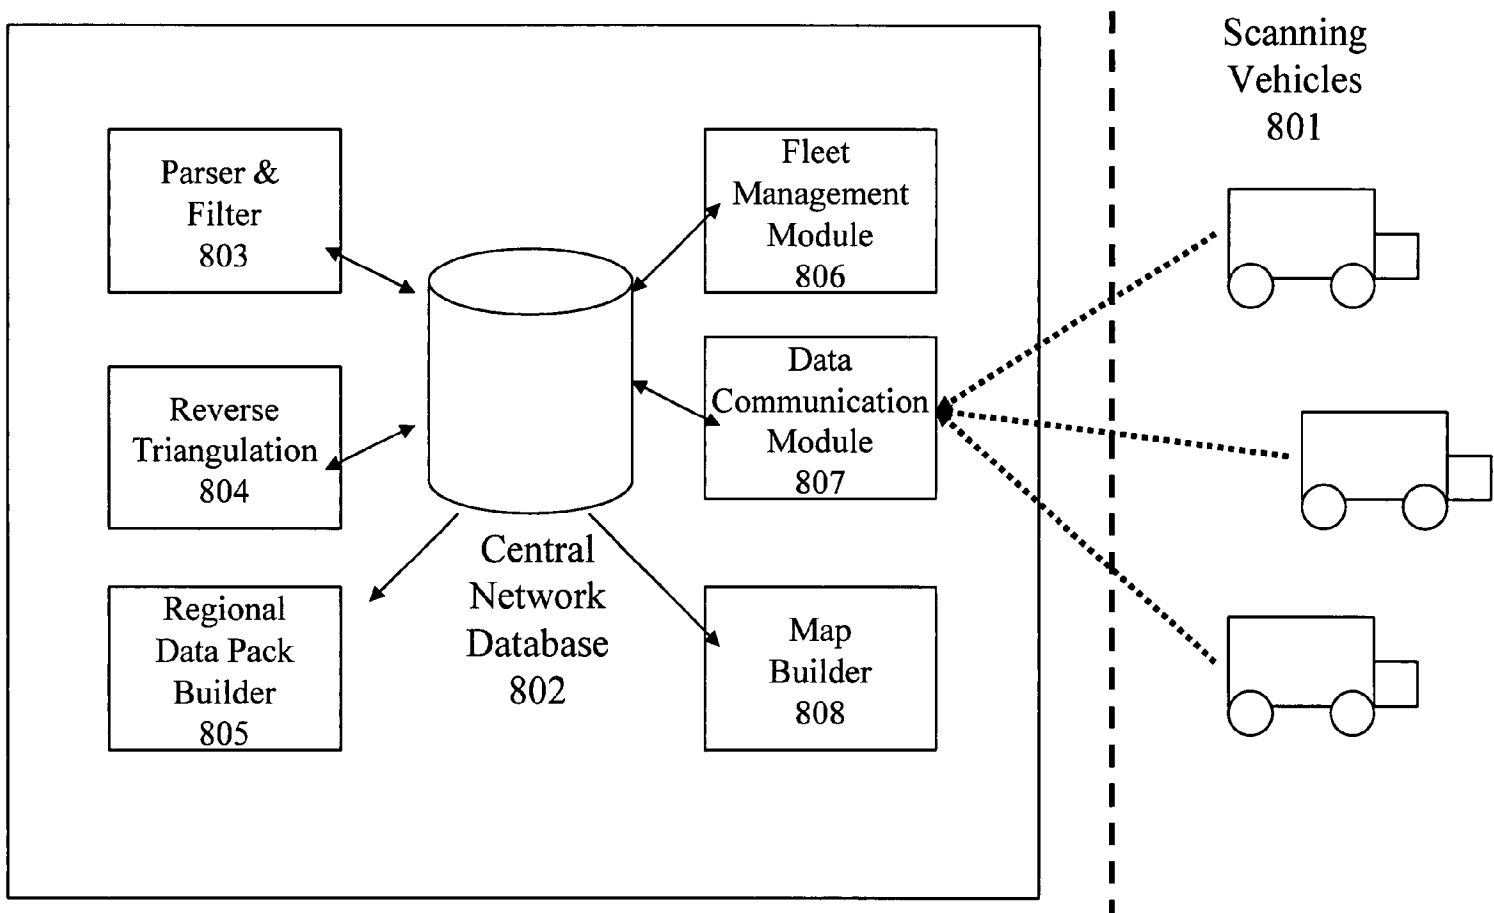 Scanning
Vehicles
801
Parser &
Filter
803
Fleet
Management
Module
806
Reverse
Triangulation
804
Data
Communication
Module
807
Central
Network
Database
802
Regional
Data Pack
Builder
805
Map
Builder
808